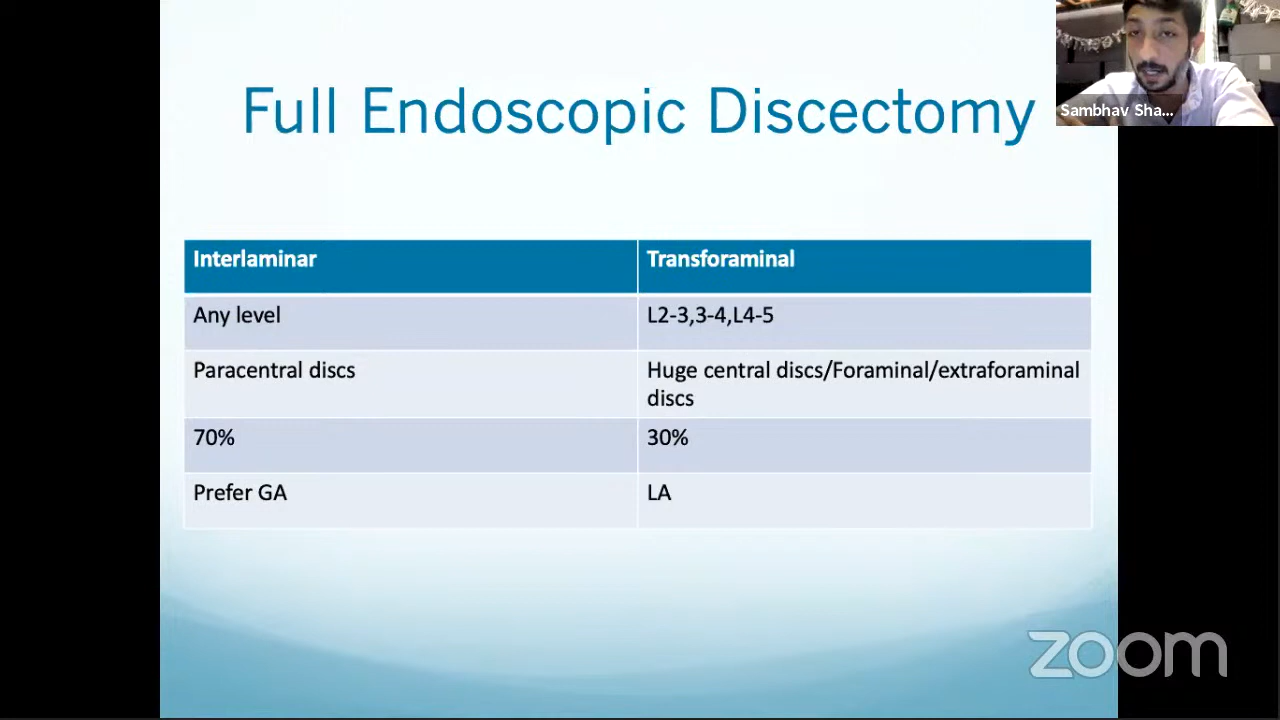 Full Endoscopic Discectomy
Sambhav Sha...
Interlaminar
Transforaminal
Any level
L2-3,3-4,L4-5
Paracentral discs
Huge central discs/Foraminal/extraforaminal
discs
70%
30%
Prefer GA
LA
zoom